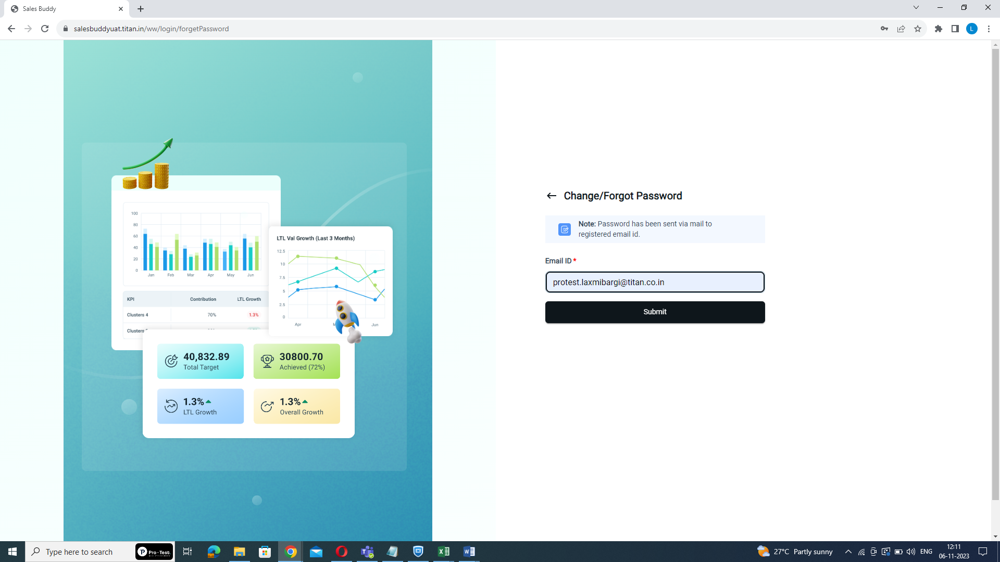 Sales Buddy
salesbuddyuat.titan.in/ww/login/forgetPassword
L
100
80
60
40
20
0
Jan Feb Mar Apr May Jun
KPI Contribution LTL Growth
Clusters 4 70% 1.3%
Clusters
LTL Val Growth (Last 3 Months)
12.5
10
7.5
5
2.5
0
Apr Jun
40,832.89
Total Target
30800.70
Achieved (72%)
1.3%
LTL Growth
1.3%
Overall Growth
Change/Forgot Password
Note: Password has been sent via mail to
registered email id.
Email ID *
protest.laxmibargi@titan.co.in
Submit
Type here to search
Pro-Test.
27°C Partly sunny
ENG
12:11
06-11-2023